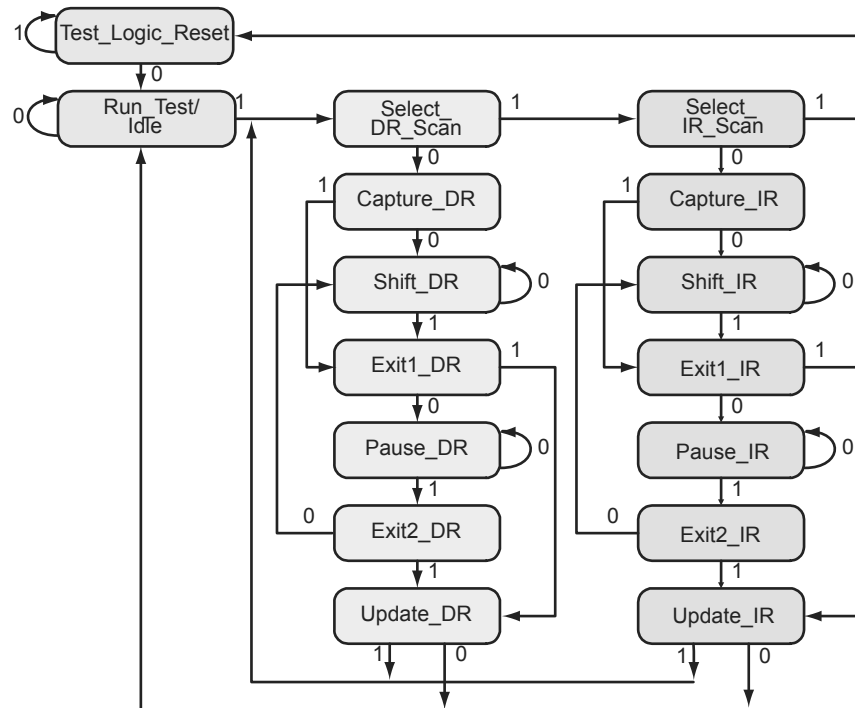 Test_Logic_Reset
1
0
Run_Test/
Idle
0
1
Select_
DR_Scan
1
0
Select_
IR_Scan
1
0
1
Capture_DR
0
1
Capture_IR
0
Shift_DR
0
1
Shift_IR
0
1
Exit1_DR
1
0
Exit1_IR
1
0
Pause_DR
0
1
Pause_IR
0
1
0
Exit2_DR
1
0
Exit2_IR
1
Update_DR
1
0
Update_IR
1
0